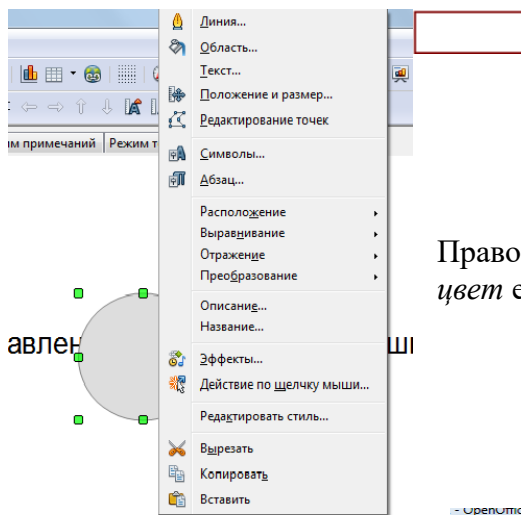 Линия...
Область...
Текст...
Положение и размер...
Редактирование точек
Символы...
Абзац...
Расположение
Выравнивание
Отражение
Преобразование
Описание...
Название...
Эффекты...
Действие по щелчку мыши...
Редактировать стиль...
Вырезать
Копировать
Вставить
м примечаний
Режим т
авлен
ши
Право
цвет е
- OpenOffic